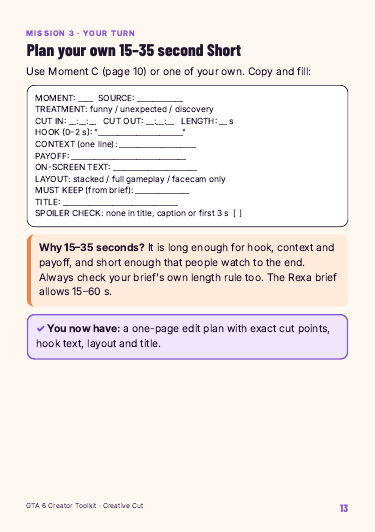 MISSION 3 · YOUR TURN
Plan your own 15–35 second Short
Use Moment C (page 10) or one of your own. Copy and fill:
MOMENT: ____ SOURCE: ____________
TREATMENT: funny / unexpected / discovery
CUT IN: __:__:__ CUT OUT: __:__:__ LENGTH: __ s
HOOK (0–2 s): "______________________"
CONTEXT (one line): ____________________
PAYOFF: ______________________________
ON-SCREEN TEXT: ______________________
LAYOUT: stacked / full gameplay / facecam only
MUST KEEP (from brief): ______________
TITLE: ______________________________
SPOILER CHECK: none in title, caption or first 3 s [ ]
Why 15–35 seconds? It is long enough for hook, context and
payoff, and short enough that people watch to the end.
Always check your brief's own length rule too. The Rexa brief
allows 15–60 s.
✔ You now have: a one-page edit plan with exact cut points,
hook text, layout and title.
GTA 6 Creator Toolkit · Creative Cut
13